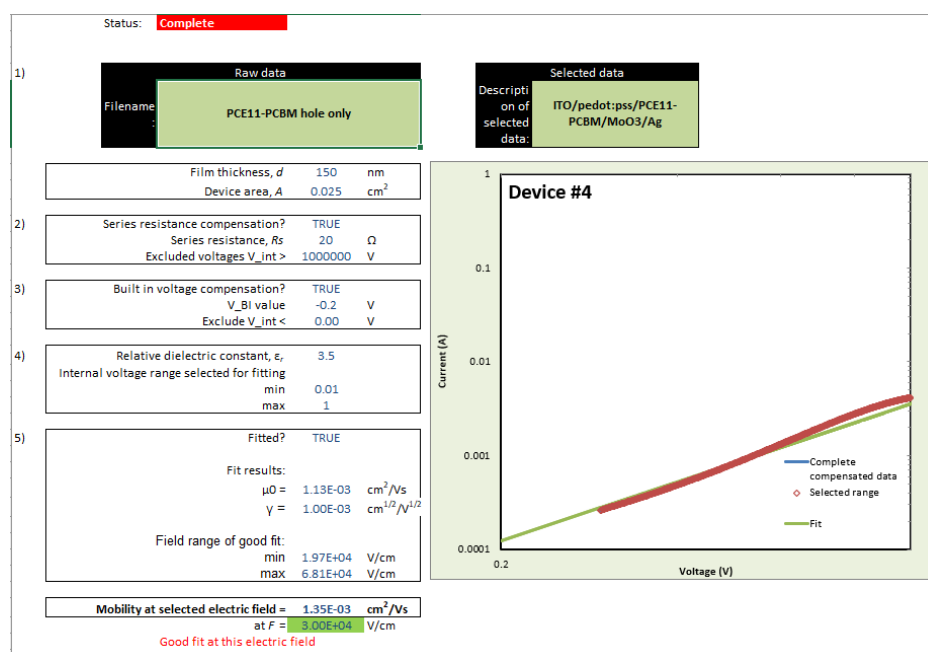 Status: Complete
1)
Raw data
Filename
:
PCE11-PCBM hole only
Selected data
Descripti
on of
selected
data:
ITO/pedot:pss/PCE11-
PCBM/MoO3/Ag
Film thickness, d 150 nm
Device area, A 0.025 cm²
2) Series resistance compensation? TRUE
Series resistance, Rs 20 Ω
Excluded voltages V_int > 1000000 V
3) Built in voltage compensation? TRUE
V_BI value -0.2 V
Exclude V_int < 0.00 V
4) Relative dielectric constant, εr 3.5
Internal voltage range selected for fitting
min 0.01
max 1
5) Fitted? TRUE
Fit results:
μ0 = 1.13E-03 cm²/Vs
γ = 1.00E-03 cm^1/2/V^1/2
Field range of good fit:
min 1.97E+04 V/cm
max 6.81E+04 V/cm
Mobility at selected electric field = 1.35E-03 cm²/Vs
at F = 3.00E+04 V/cm
Good fit at this electric field
Device #4
1
0.1
0.01
0.001
0.0001
Current (A)
0.2
Voltage (V)
Complete
compensated data
Selected range
Fit